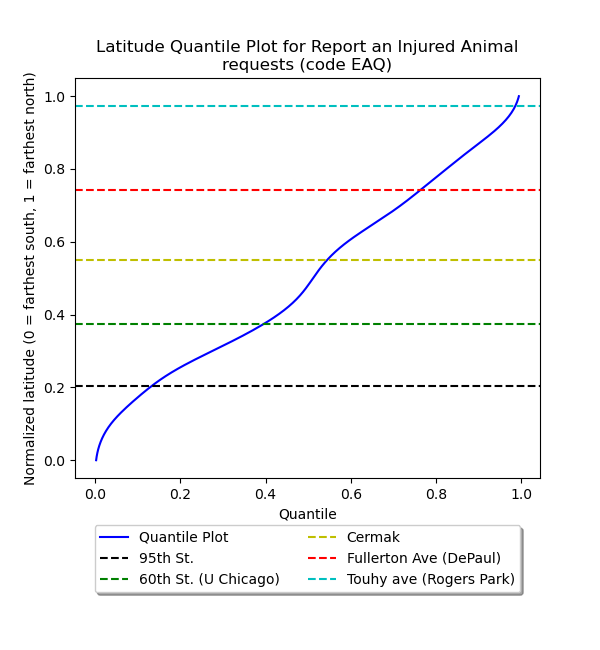 Latitude Quantile Plot for Report an Injured Animal
requests (code EAQ)
Normalized latitude (0 = farthest south, 1 = farthest north)
1.0
0.8
0.6
0.4
0.2
0.0
0.0 0.2 0.4 0.6 0.8 1.0
Quantile
Quantile Plot
95th St.
60th St. (U Chicago)
Cermak
Fullerton Ave (DePaul)
Touhy ave (Rogers Park)